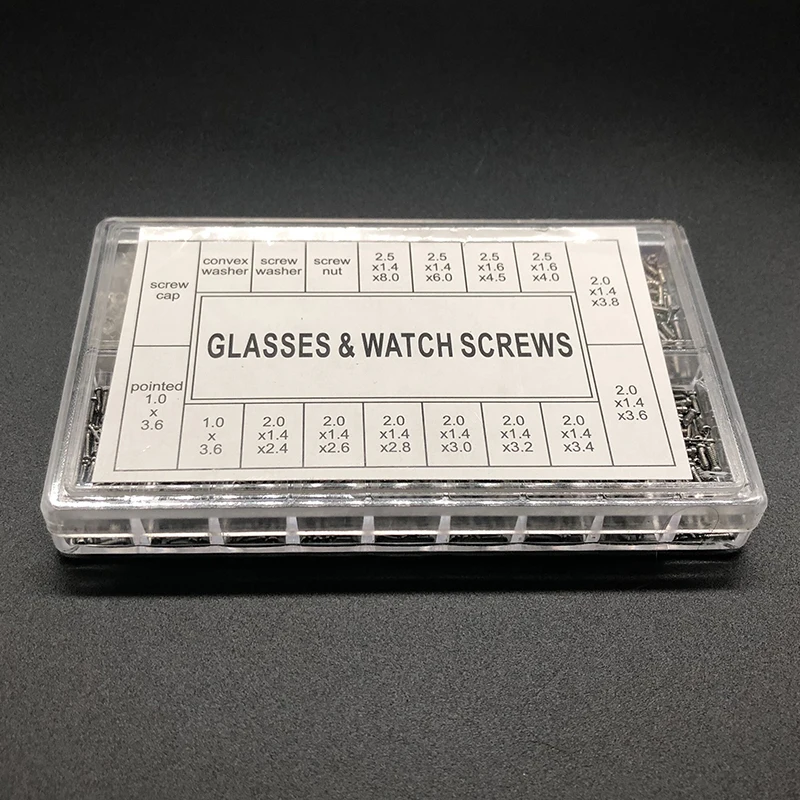 screw
cap
convex
washer
screw
washer
screw
nut
2.5
x1.4
x8.0
2.5
x1.4
x6.0
2.5
x1.6
x4.5
2.5
x1.6
x4.0
2.0
x1.4
x3.8
GLASSES & WATCH SCREWS
pointed
1.0
x
3.6
1.0
x
3.6
2.0
x1.4
x2.4
2.0
x1.4
x2.6
2.0
x1.4
x2.8
2.0
x1.4
x3.0
2.0
x1.4
x3.2
2.0
x1.4
x3.4
2.0
x1.4
x3.6